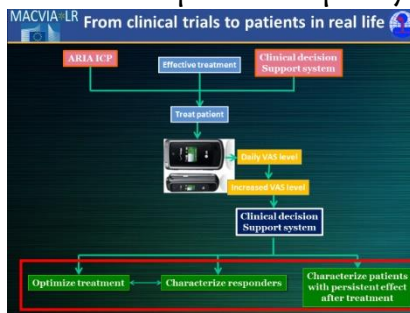 MACVIA LR
From clinical trials to patients in real life
ARIA ICP
Effective treatment
Clinical decision
Support system
Treat patient
Daily VAS level
Increased VAS level
Clinical decision
Support system
Optimize treatment
Characterize responders
Characterize patients
with persistent effect
after treatment